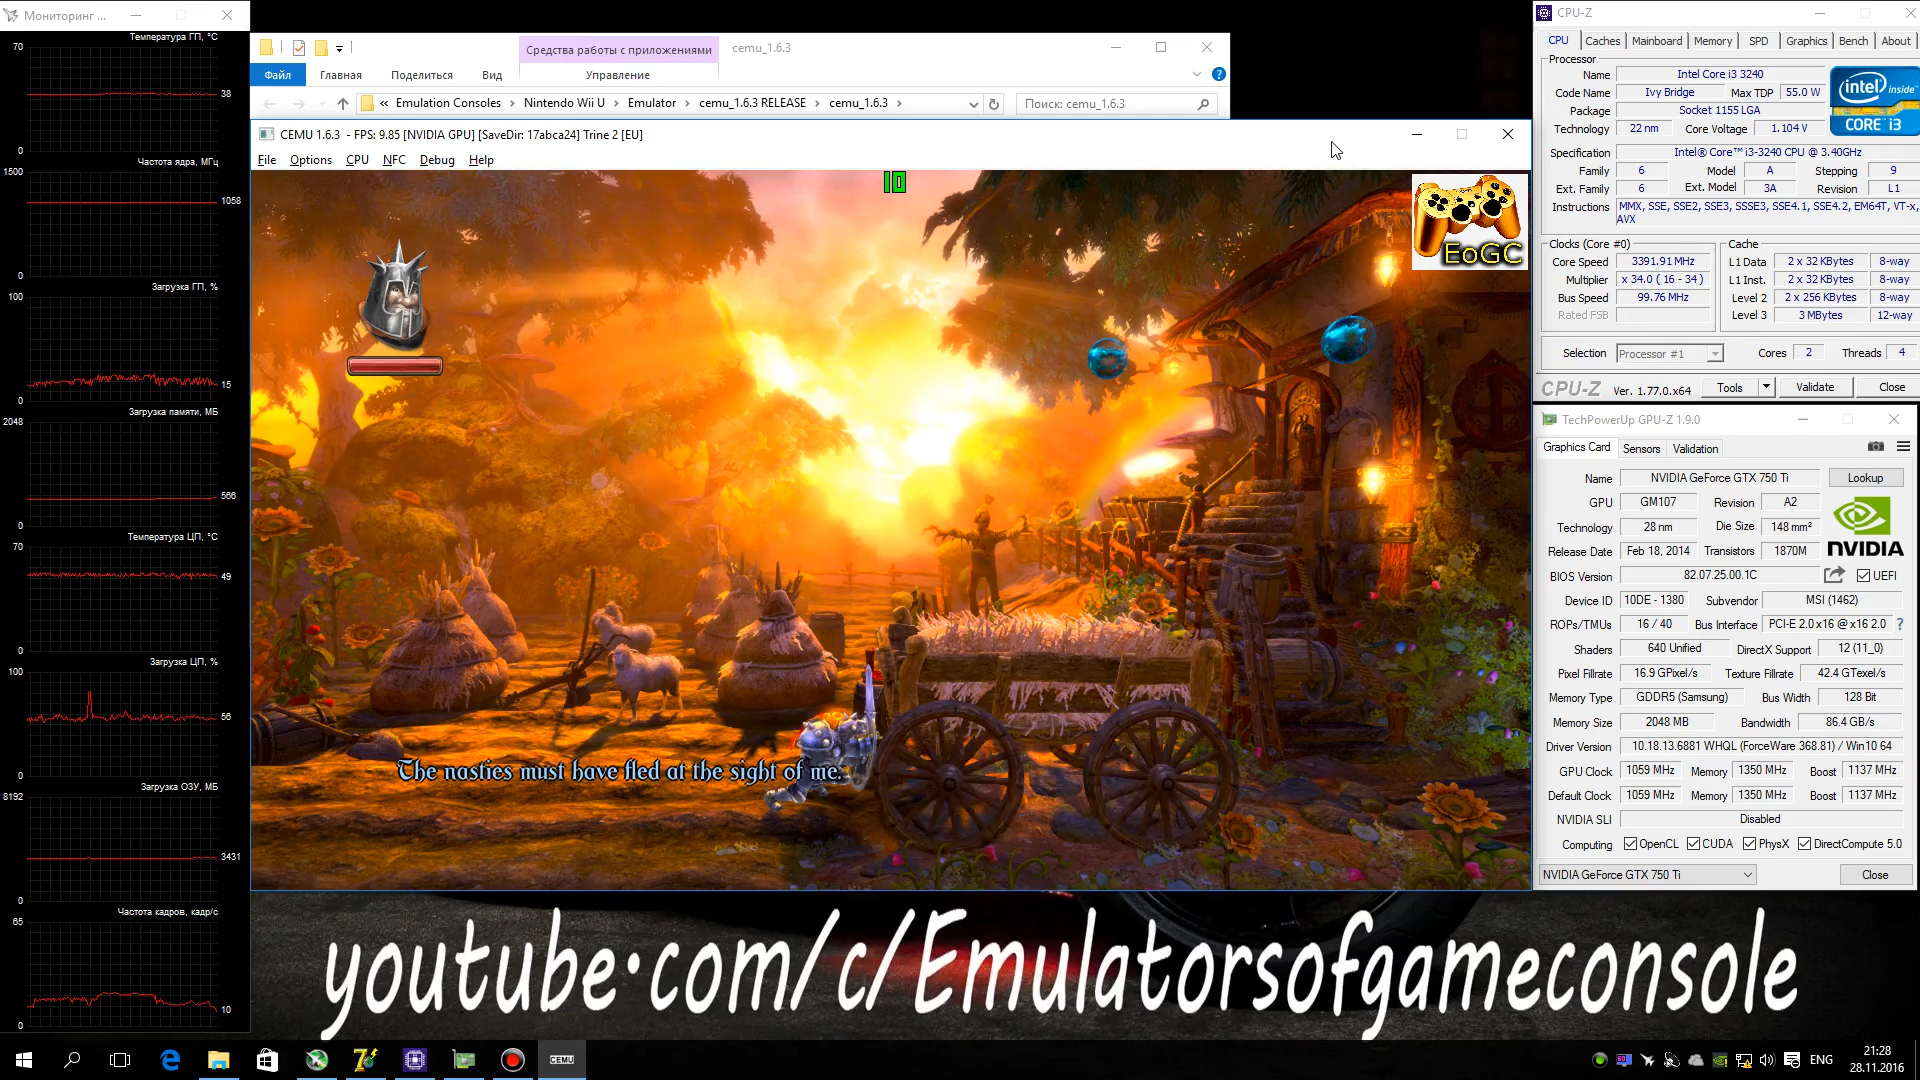 Мониторинг ...
Температура ГП, °C
70
38
0
Частота ядра, МГц
1500
1058
0
Загрузка ГП, %
100
15
0
Загрузка памяти, МБ
2048
566
0
Температура ЦП, °C
70
49
0
Загрузка ЦП, %
100
56
0
Загрузка ОЗУ, МБ
8192
3431
0
Частота кадров, кадр/с
65
10
0
Средства работы с приложениями
cemu_1.6.3
Файл Главная Поделиться Вид Управление
« Emulation Consoles Nintendo Wii U Emulator cemu_1.6.3 RELEASE cemu_1.6.3
Поиск: cemu_1.6.3
CEMU 1.6.3 - FPS: 9.85 [NVIDIA GPU] [SaveDir: 17abca24] Trine 2 [EU]
File Options CPU NFC Debug Help
10
EoGC
The nasties must have fled at the sight of me.
CPU-Z
CPU Caches Mainboard Memory SPD Graphics Bench About
Processor
Name Intel Core i3 3240
Code Name Ivy Bridge Max TDP 55.0 W
Package Socket 1155 LGA
Technology 22 nm Core Voltage 1.104 V
intel inside™
CORE i3
Specification Intel® Core™ i3-3240 CPU @ 3.40GHz
Family 6 Model A Stepping 9
Ext. Family 6 Ext. Model 3A Revision L1
Instructions MMX, SSE, SSE2, SSE3, SSSE3, SSE4.1, SSE4.2, EM64T, VT-x,
AVX
Clocks (Core #0)
Core Speed 3391.91 MHz
Multiplier x 34.0 ( 16 - 34 )
Bus Speed 99.76 MHz
Rated FSB
Cache
L1 Data 2 x 32 KBytes 8-way
L1 Inst. 2 x 32 KBytes 8-way
Level 2 2 x 256 KBytes 8-way
Level 3 3 MBytes 12-way
Selection Processor #1 Cores 2 Threads 4
CPU-Z Ver. 1.77.0.x64 Tools Validate Close
TechPowerUp GPU-Z 1.9.0
Graphics Card Sensors Validation
Name NVIDIA GeForce GTX 750 Ti Lookup
GPU GM107 Revision A2
Technology 28 nm Die Size 148 mm²
Release Date Feb 18, 2014 Transistors 1870M
NVIDIA
BIOS Version 82.07.25.00.1C UEFI
Device ID 10DE - 1380 Subvendor MSI (1462)
ROPs/TMUs 16 / 40 Bus Interface PCI-E 2.0 x16 @ x16 2.0 ?
Shaders 640 Unified DirectX Support 12 (11_0)
Pixel Fillrate 16.9 GPixel/s Texture Fillrate 42.4 GTexel/s
Memory Type GDDR5 (Samsung) Bus Width 128 Bit
Memory Size 2048 MB Bandwidth 86.4 GB/s
Driver Version 10.18.13.6881 WHQL (ForceWare 368.81) / Win10 64
GPU Clock 1059 MHz Memory 1350 MHz Boost 1137 MHz
Default Clock 1059 MHz Memory 1350 MHz Boost 1137 MHz
NVIDIA SLI Disabled
Computing OpenCL CUDA PhysX DirectCompute 5.0
NVIDIA GeForce GTX 750 Ti Close
youtube.com/c/Emulatorsofgameconsole
CEMU
ENG
21:28
28.11.2016